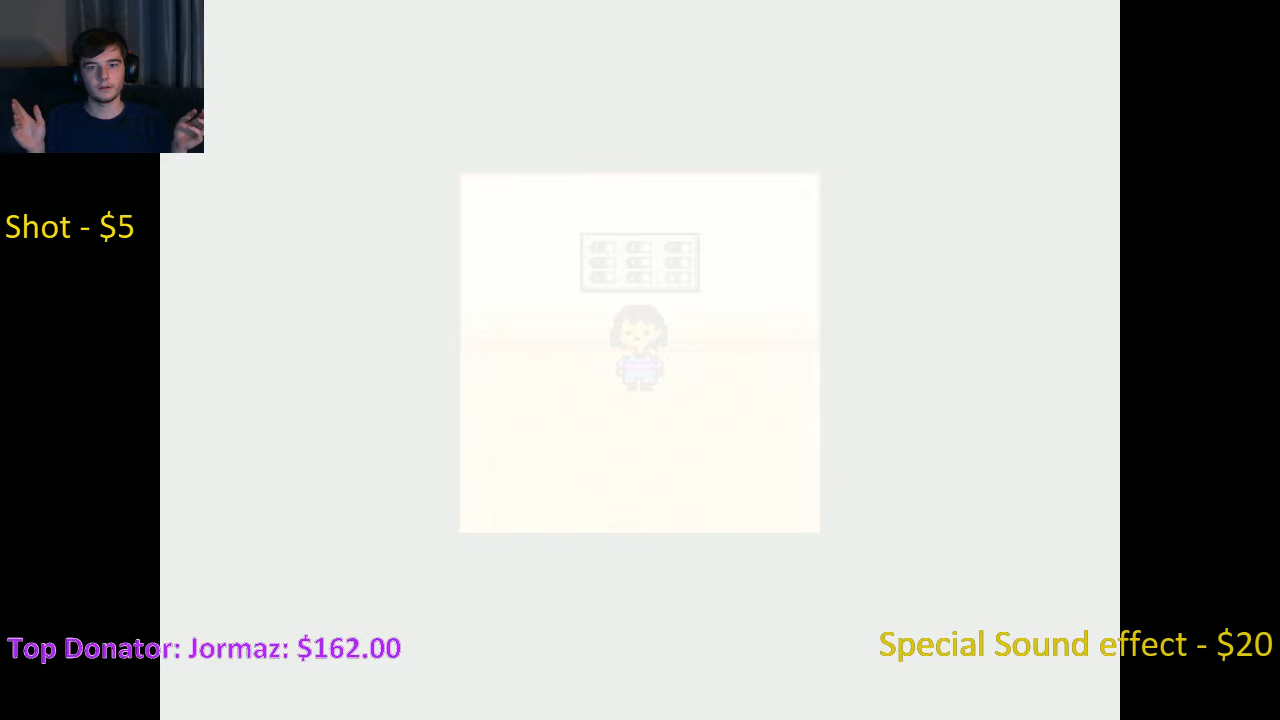 Shot - $5
Top Donator: Jormaz: $162.00
Special Sound effect - $20